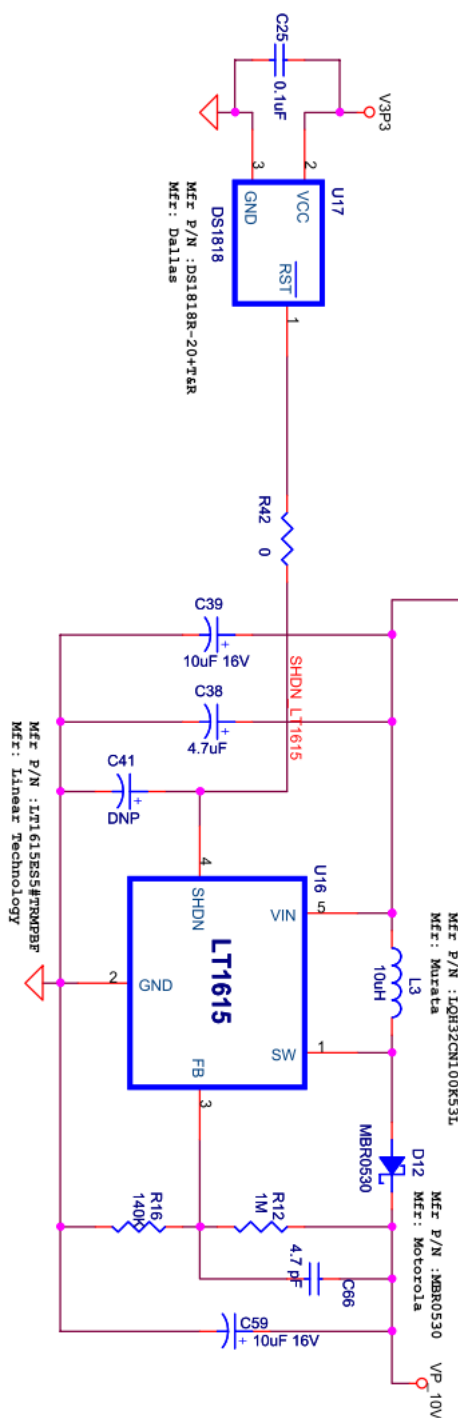 C25
0.1uF
V3P3
3
2
U17
GND
VCC
RST
DS1818
1
Mfr P/N :DS1818R-20+T&R
Mfr: Dallas
R42
0
C39
10uF 16V
SHDN_LT1615
C38
4.7uF
C41
DNP
Mfr P/N :LT1615ES5#TRMPBF
Mfr: Linear Technology
4
U16
SHDN
VIN
5
LT1615
2
GND
FB
SW
1
3
L3
10uH
Mfr P/N :LQH32CN100K53L
Mfr: Murata
D12
MBR0530
Mfr P/N :MBR0530
Mfr: Motorola
R16
140K
R12
1M
4.7 pF
C66
C59
10uF 16V
VP_10V